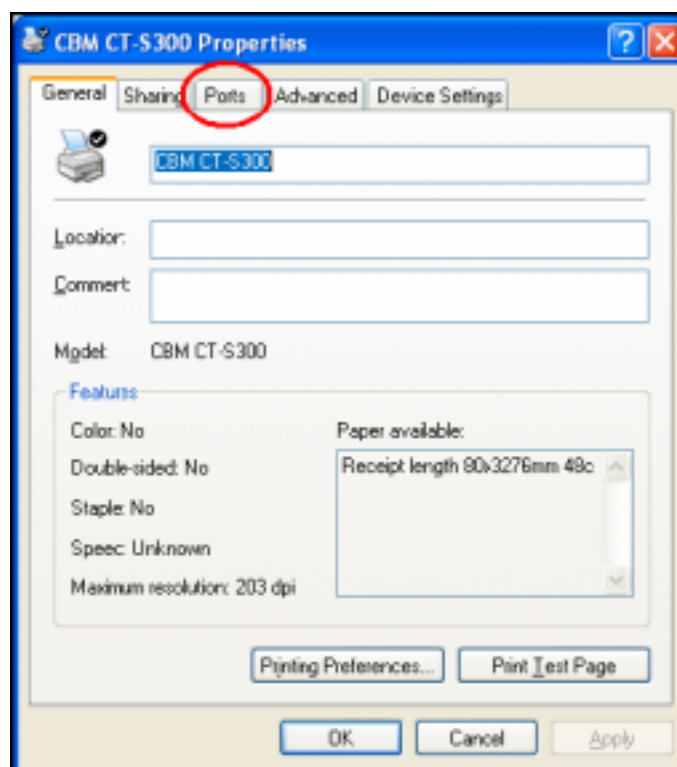 CBM CT-S300 Properties
General Sharing Ports Advanced Device Settings
CBM CT-S300
Location:
Comment:
Model: CBM CT-S300
Features
Color: No
Paper available:
Double-sided: No
Receipt length 80x3276mm 48c
Staple: No
Speed: Unknown
Maximum resolution: 203 dpi
Printing Preferences... Print Test Page
OK Cancel Apply